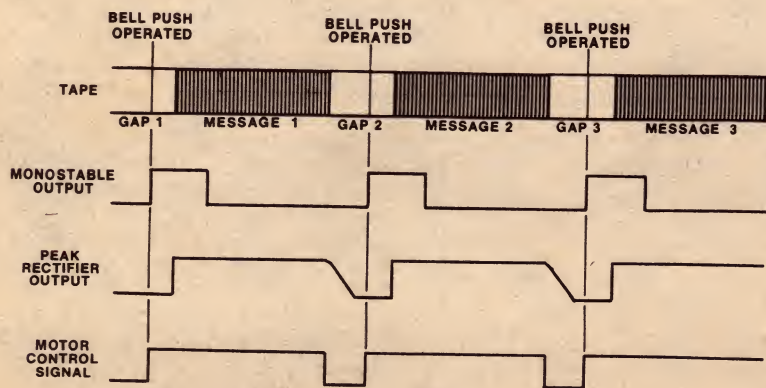 BELL PUSH
OPERATED
BELL PUSH
OPERATED
BELL PUSH
OPERATED
TAPE
GAP 1
MESSAGE 1
GAP 2
MESSAGE 2
GAP 3
MESSAGE 3
MONOSTABLE
OUTPUT
PEAK
RECTIFIER
OUTPUT
MOTOR
CONTROL
SIGNAL